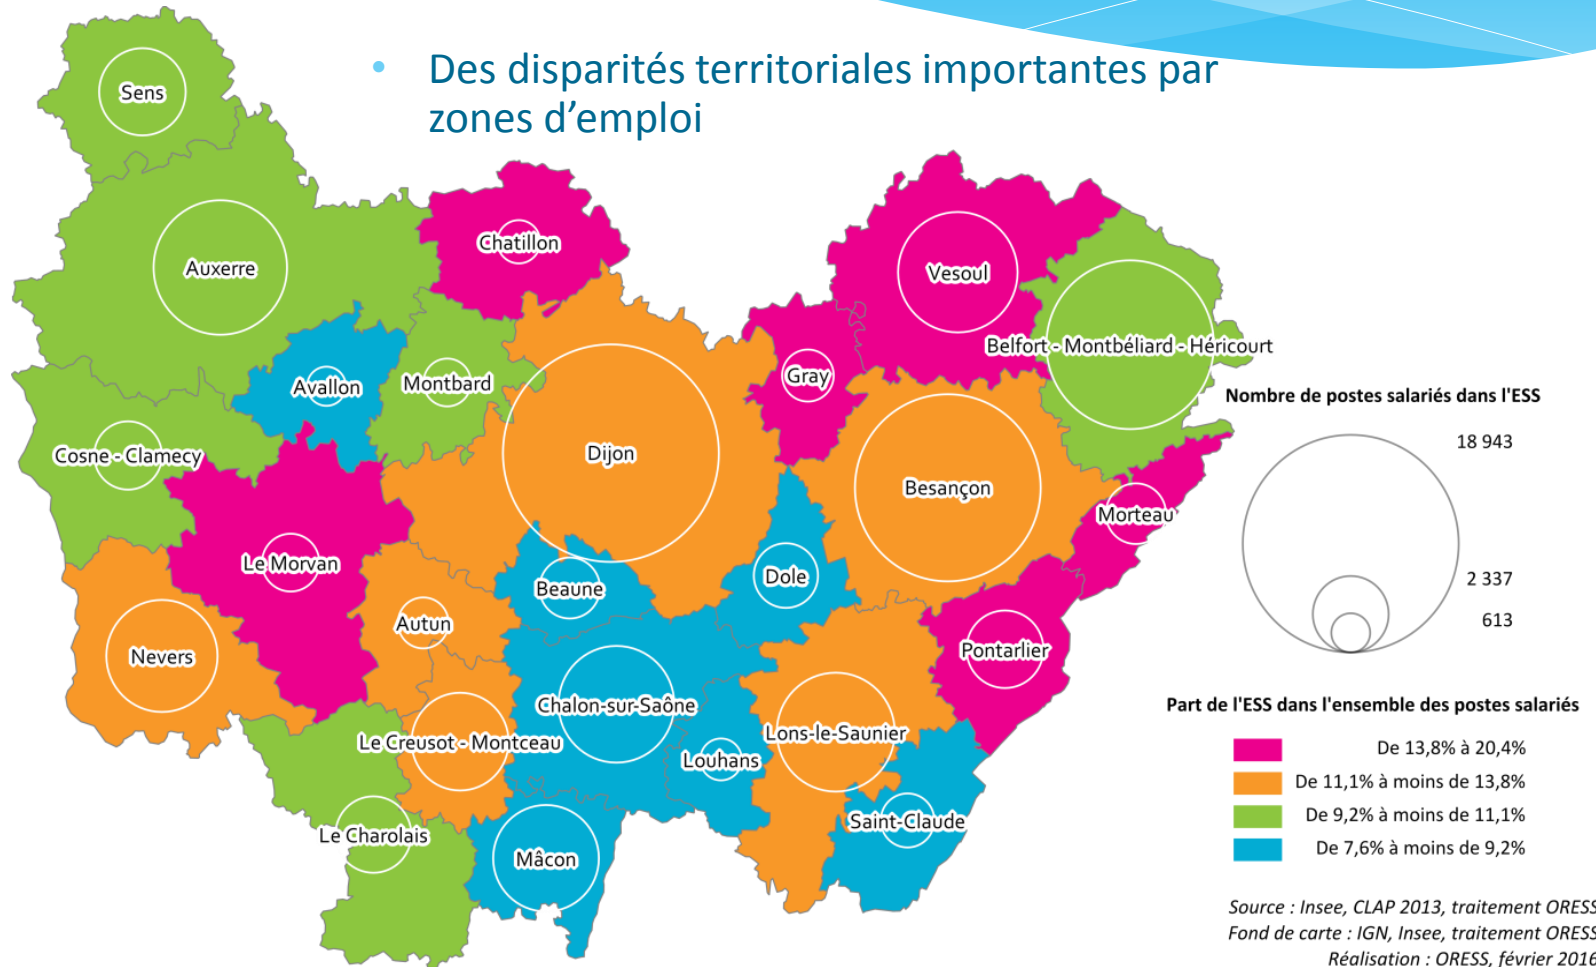 • Des disparités territoriales importantes par
zones d’emploi
Sens
Chatillon
Auxerre
Vesoul
Belfort - Montbéliard - Héricourt
Gray
Avallon
Montbard
Cosne - Clamecy
Dijon
Besançon
Morteau
Le Morvan
Dole
Beaune
Autun
Nevers
Pontarlier
Chalon-sur-Saône
Lons-le-Saunier
Le Creusot - Montceau
Louhans
Saint-Claude
Le Charolais
Mâcon
Nombre de postes salariés dans l'ESS
18 943
2 337
613
Part de l'ESS dans l'ensemble des postes salariés
De 13,8% à 20,4%
De 11,1% à moins de 13,8%
De 9,2% à moins de 11,1%
De 7,6% à moins de 9,2%
Source : Insee, CLAP 2013, traitement ORESS
Fond de carte : IGN, Insee, traitement ORESS
Réalisation : ORESS, février 2016